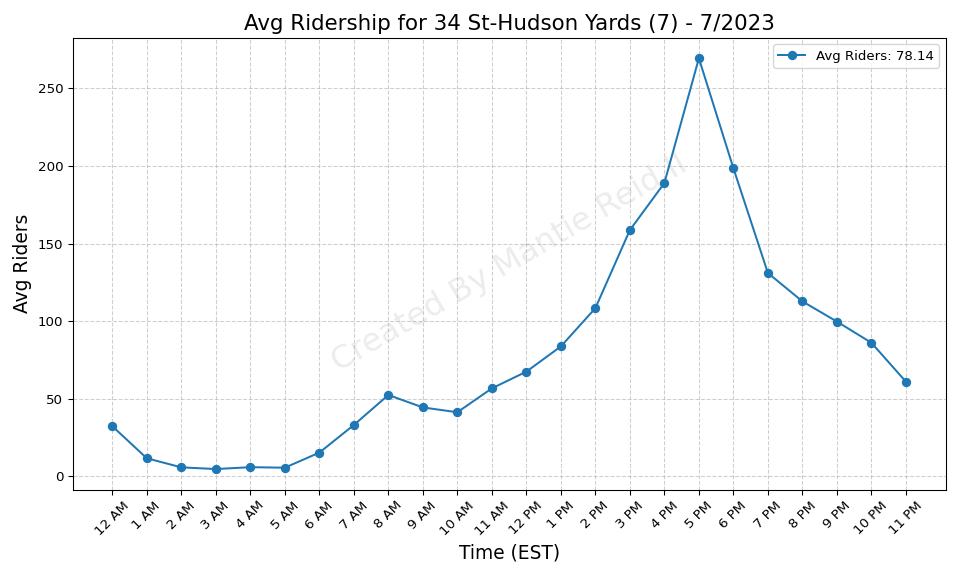 Avg Ridership for 34 St-Hudson Yards (7) - 7/2023
Avg Riders: 78.14
Avg Riders
250
200
150
100
50
0
Created By Mantie Reid II
12 AM
1 AM
2 AM
3 AM
4 AM
5 AM
6 AM
7 AM
8 AM
9 AM
10 AM
11 AM
12 PM
1 PM
2 PM
3 PM
4 PM
5 PM
6 PM
7 PM
8 PM
9 PM
10 PM
11 PM
Time (EST)